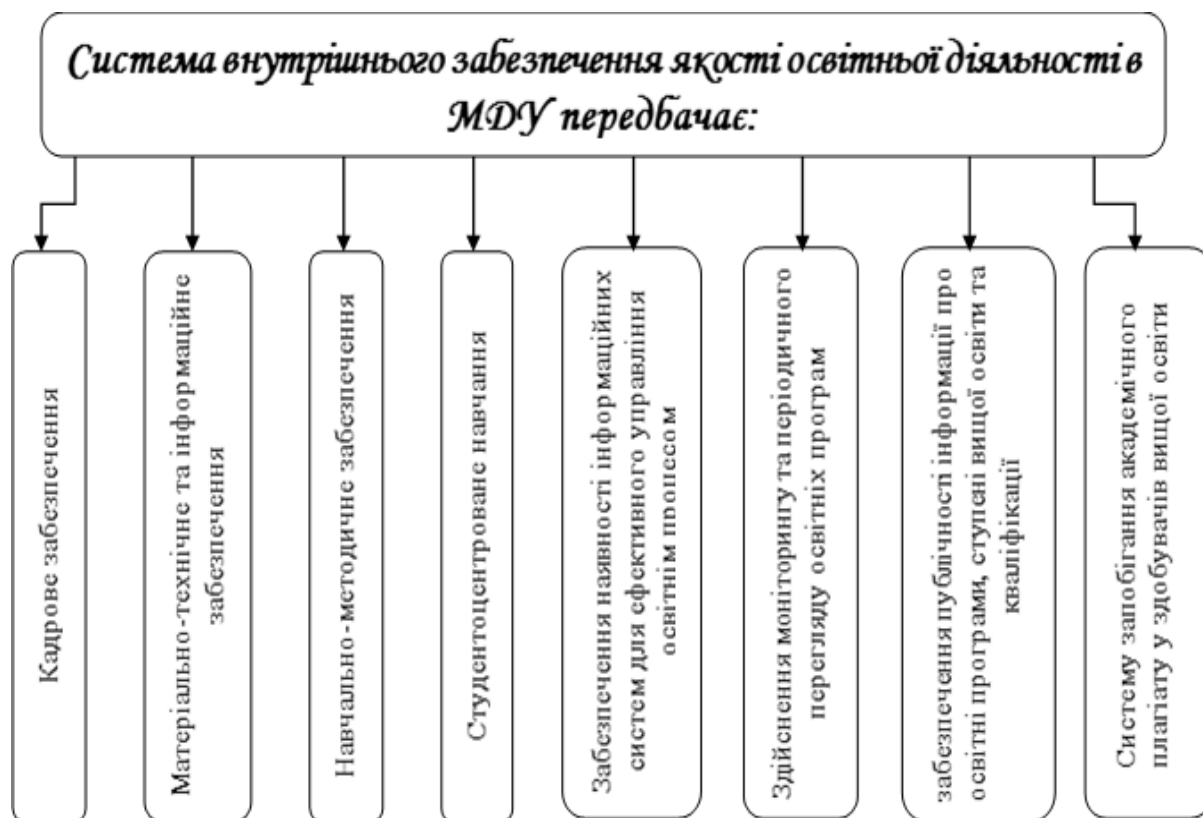 Система внутрішнього забезпечення якості освітньої діяльності в
МДУ передбачає:
Кадрове забезпечення
Матеріально-технічне та інформаційне
забезпечення
Навчально-методичне забезпечення
Студентоцентроване навчання
Забезпечення наявності інформаційних
систем для ефективного управління
освітнім процесом
Здійснення моніторингу та періодичного
перегляду освітніх програм
забезпечення публічності інформації про
освітні програми, ступені вищої освіти та
кваліфікації
Систему запобігання академічного
плагіату у здобувачів вищої освіти